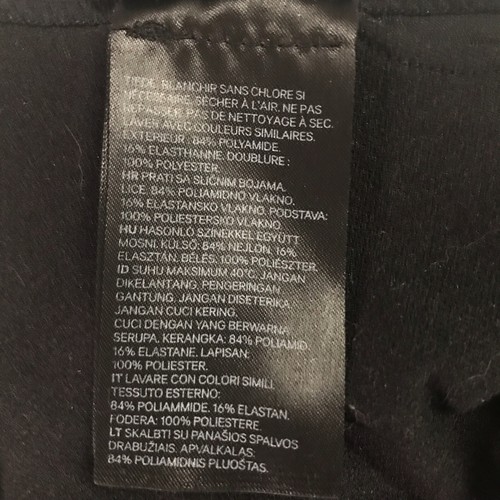 TIÈDE. BLANCHIR SANS CHLORE SI
NÉCESSAIRE. SÉCHER À L'AIR. NE PAS
REPASSER. PAS DE NETTOYAGE À SEC.
LAVER AVEC COULEURS SIMILAIRES.
EXTÉRIEUR: 84% POLYAMIDE.
16% ELASTHANNE. DOUBLURE:
100% POLYESTER.
HR PRATI SA SLIČNIM BOJAMA.
LICE: 84% POLIAMIDNO VLAKNO.
16% ELASTANSKO VLAKNO. PODSTAVA:
100% POLIESTERSKO VLAKNO.
HU HASONLÓ SZINEKKEL EGYÜTT
MOSNI. KÜLSŐ: 84% NEJLON. 16%
ELASZTÁN. BÉLÉS: 100% POLIÉSZTER.
ID SUHU MAKSIMUM 40°C. JANGAN
DIKELANTANG. PENGERINGAN
GANTUNG. JANGAN DISETERIKA.
JANGAN CUCI KERING.
CUCI DENGAN YANG BERWARNA
SERUPA. KERANGKA: 84% POLIAMID.
16% ELASTANE. LAPISAN:
100% POLIESTER.
IT LAVARE CON COLORI SIMILI.
TESSUTO ESTERNO:
84% POLIAMMIDE. 16% ELASTAN.
FODERA: 100% POLIESTERE.
LT SKALBTI SU PANAŠIOS SPALVOS
DRABUŽIAIS. APVALKALAS:
84% POLIAMIDNIS PLUOŠTAS.